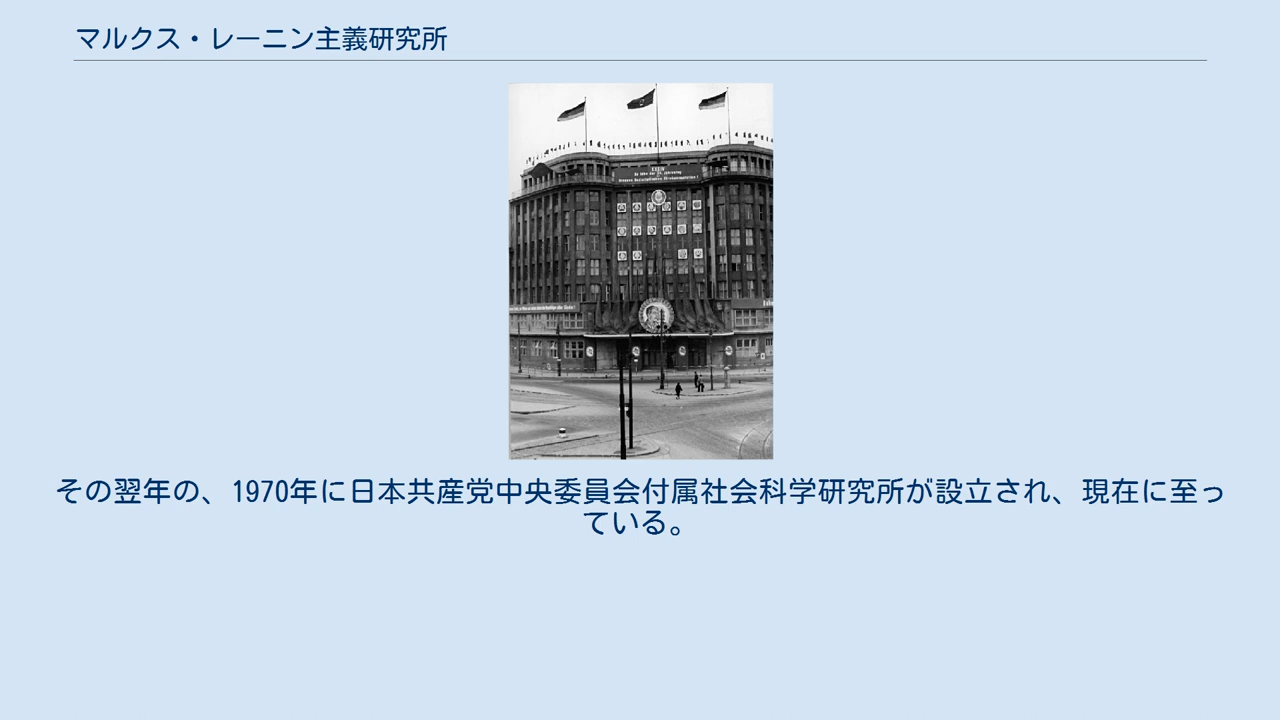 マルクス・レーニン主義研究所
その翌年の、1970年に日本共産党中央委員会付属社会科学研究所が設立され、現在に至っ
ている。